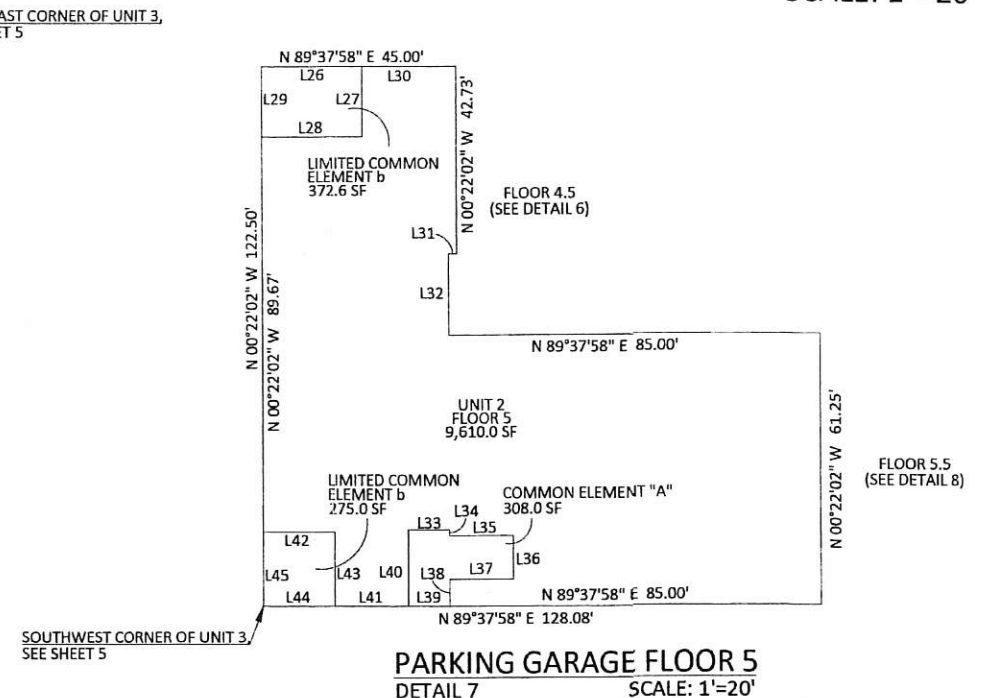 AST CORNER OF UNIT 3,
ET 5
N 89°37'58" E 45.00'
L26
L30
L29
L27
L28
N 00°22'02" W 42.73'
LIMITED COMMON
ELEMENT b
372.6 SF
FLOOR 4.5
(SEE DETAIL 6)
L31
L32
N 00°22'02" W 122.50'
N 00°22'02" W 89.67'
N 89°37'58" E 85.00'
UNIT 2
FLOOR 5
9,610.0 SF
N 00°22'02" W 61.25'
FLOOR 5.5
(SEE DETAIL 8)
LIMITED COMMON
ELEMENT b
275.0 SF
COMMON ELEMENT "A"
308.0 SF
L34
L33
L35
L42
L36
L45
L43
L40
L38
L37
L44
L41
L39
N 89°37'58" E 85.00'
N 89°37'58" E 128.08'
SOUTHWEST CORNER OF UNIT 3,
SEE SHEET 5
PARKING GARAGE FLOOR 5
DETAIL 7
SCALE: 1'=20'